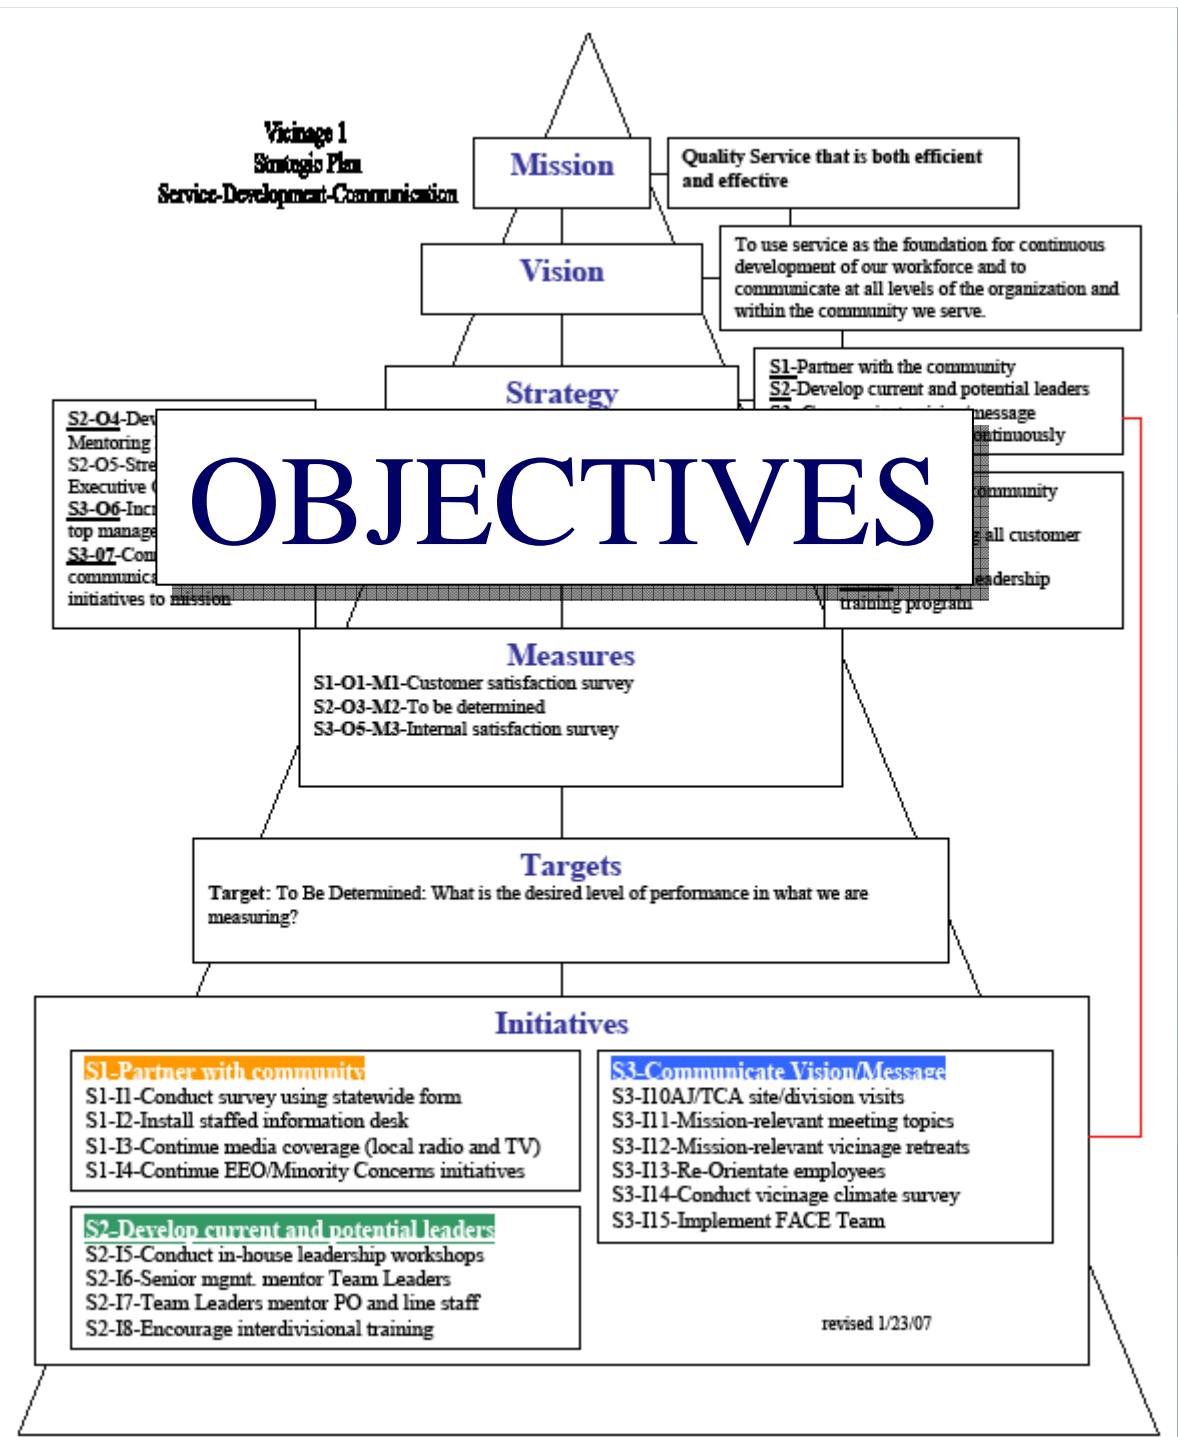 Vicinage 1
Strategic Plan
Service-Development-Communication
Mission
Quality Service that is both efficient
and effective
Vision
To use service as the foundation for continuous
development of our workforce and to
communicate at all levels of the organization and
within the community we serve.
Strategy
S1-Partner with the community
S2-Develop current and potential leaders
message
continuously
S2-O4-Dev
Mentoring
S2-O5-Stre
Executive
S3-O6-Incr
top manage
S3-07-Com
communica
initiatives to mission
OBJECTIVES
community
all customer
leadership
training program
Measures
S1-O1-M1-Customer satisfaction survey
S2-O3-M2-To be determined
S3-O5-M3-Internal satisfaction survey
Targets
Target: To Be Determined: What is the desired level of performance in what we are
measuring?
Initiatives
S1-Partner with community
S1-I1-Conduct survey using statewide form
S1-I2-Install staffed information desk
S1-I3-Continue media coverage (local radio and TV)
S1-I4-Continue EEO/Minority Concerns initiatives
S2-Develop current and potential leaders
S2-I5-Conduct in-house leadership workshops
S2-I6-Senior mgmt. mentor Team Leaders
S2-I7-Team Leaders mentor PO and line staff
S2-I8-Encourage interdivisional training
S3-Communicate Vision/Message
S3-I10AJ/TCA site/division visits
S3-I11-Mission-relevant meeting topics
S3-I12-Mission-relevant vicinage retreats
S3-I13-Re-Orientate employees
S3-I14-Conduct vicinage climate survey
S3-I15-Implement FACE Team
revised 1/23/07